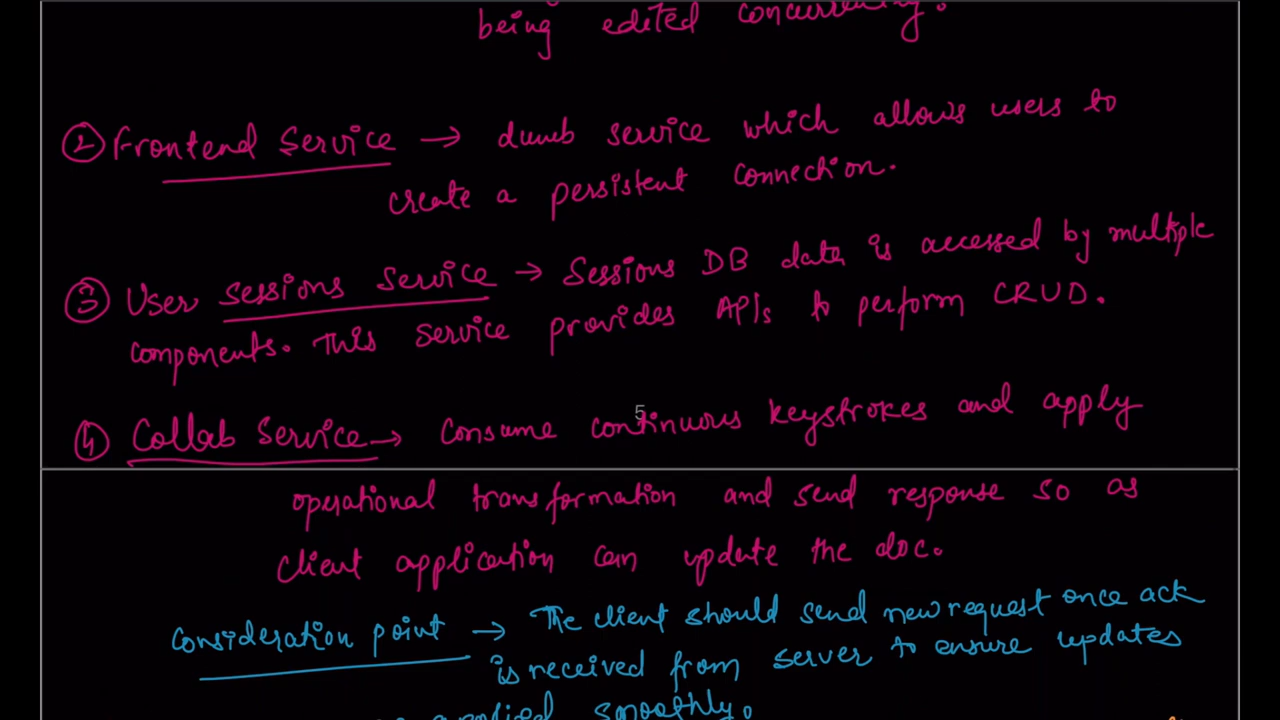 being edited concurrently.
② Frontend Service → dumb service which allows users to
create a persistent connection.
③ User sessions Service → Sessions DB data is accessed by multiple
components. This service provides APIs to perform CRUD.
5
④ Collab Service → Consume continuous keystrokes and apply
operational transformation and send response so as
client application can update the doc.
Consideration point → The client should send new request once ack
is received from server to ensure updates
applied smoothly.